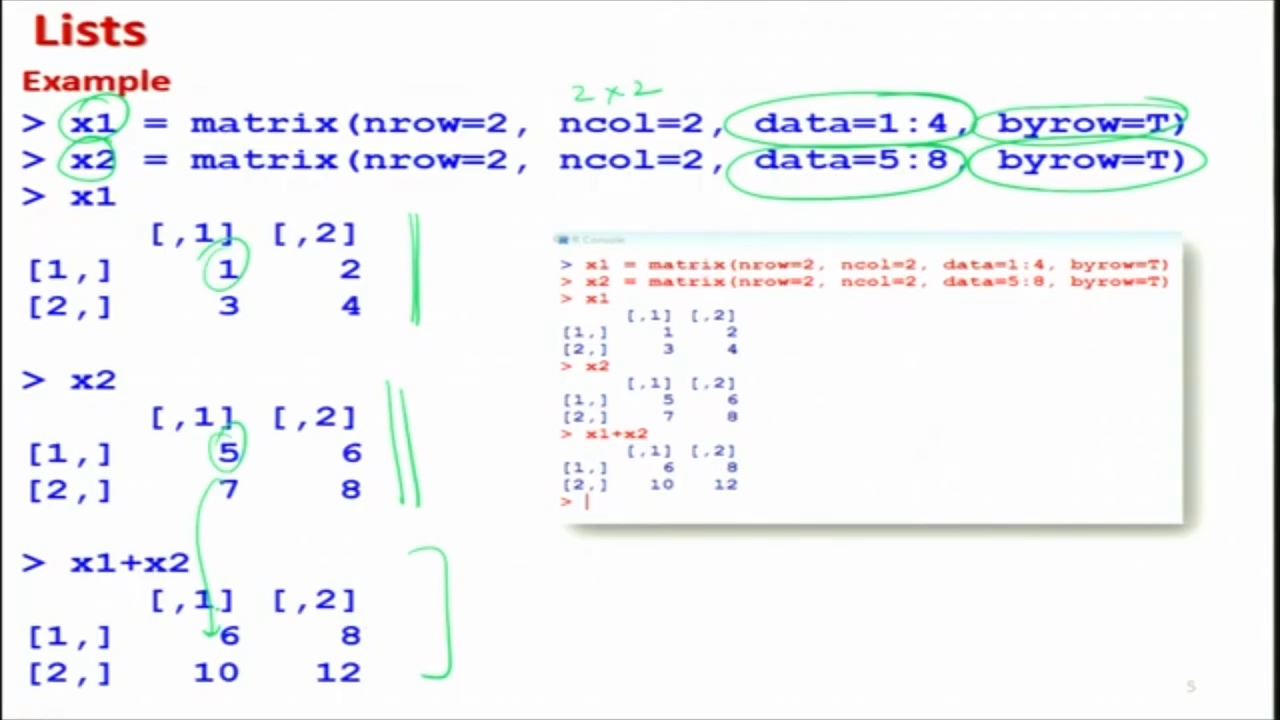 Lists
Example
2 x 2
> x1 = matrix(nrow=2, ncol=2, data=1:4, byrow=T)
> x2 = matrix(nrow=2, ncol=2, data=5:8, byrow=T)
> x1
[,1] [,2]
[1,] 1 2
[2,] 3 4
> x2
[,1] [,2]
[1,] 5 6
[2,] 7 8
> x1+x2
[,1] [,2]
[1,] 6 8
[2,] 10 12
R Console
> x1 = matrix(nrow=2, ncol=2, data=1:4, byrow=T)
> x2 = matrix(nrow=2, ncol=2, data=5:8, byrow=T)
> x1
[,1] [,2]
[1,] 1 2
[2,] 3 4
> x2
[,1] [,2]
[1,] 5 6
[2,] 7 8
> x1+x2
[,1] [,2]
[1,] 6 8
[2,] 10 12
> |
5